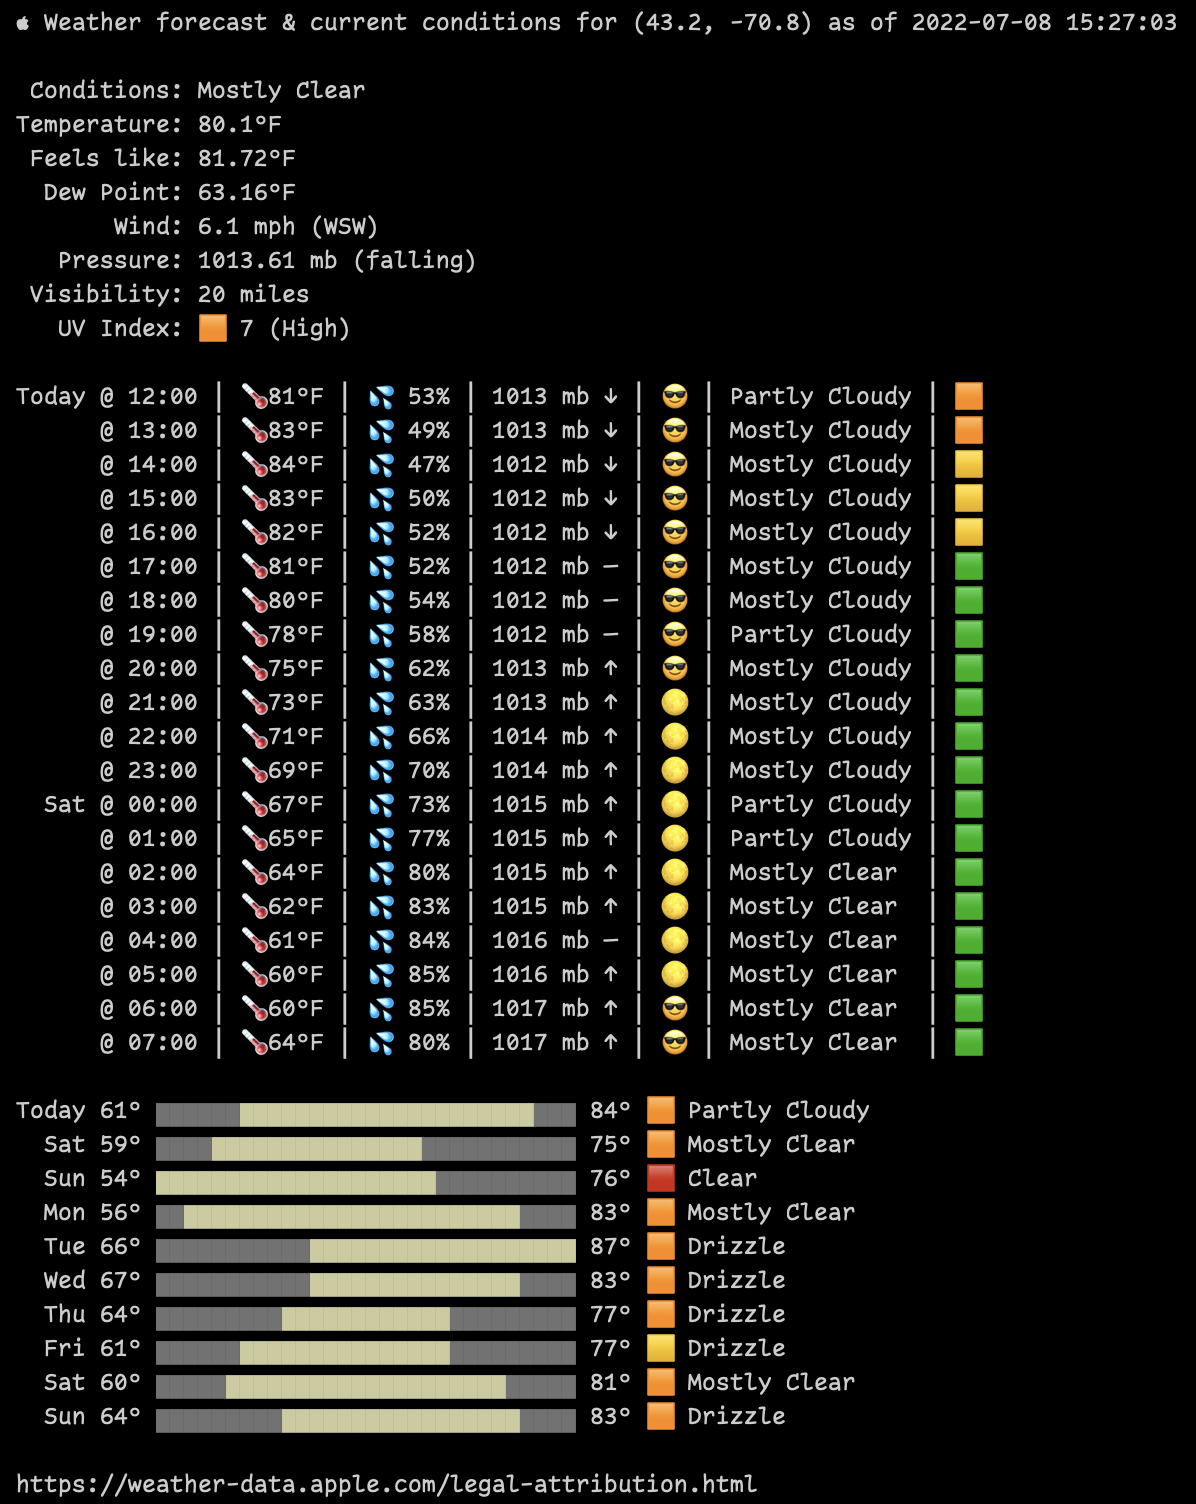 Weather forecast & current conditions for (43.2, -70.8) as of 2022-07-08 15:27:03
Conditions: Mostly Clear
Temperature: 80.1°F
Feels like: 81.72°F
Dew Point: 63.16°F
Wind: 6.1 mph (WSW)
Pressure: 1013.61 mb (falling)
Visibility: 20 miles
UV Index: 🟧 7 (High)
Today @ 12:00 | 🌡81°F | 💦 53% | 1013 mb ↓ | 😎 | Partly Cloudy | 🟧
@ 13:00 | 🌡83°F | 💦 49% | 1013 mb ↓ | 😎 | Mostly Cloudy | 🟧
@ 14:00 | 🌡84°F | 💦 47% | 1012 mb ↓ | 😎 | Mostly Cloudy | 🟨
@ 15:00 | 🌡83°F | 💦 50% | 1012 mb ↓ | 😎 | Mostly Cloudy | 🟨
@ 16:00 | 🌡82°F | 💦 52% | 1012 mb ↓ | 😎 | Mostly Cloudy | 🟨
@ 17:00 | 🌡81°F | 💦 52% | 1012 mb – | 😎 | Mostly Cloudy | 🟩
@ 18:00 | 🌡80°F | 💦 54% | 1012 mb – | 😎 | Mostly Cloudy | 🟩
@ 19:00 | 🌡78°F | 💦 58% | 1012 mb – | 😎 | Partly Cloudy | 🟩
@ 20:00 | 🌡75°F | 💦 62% | 1013 mb ↑ | 😎 | Mostly Cloudy | 🟩
@ 21:00 | 🌡73°F | 💦 63% | 1013 mb ↑ | 🌕 | Mostly Cloudy | 🟩
@ 22:00 | 🌡71°F | 💦 66% | 1014 mb ↑ | 🌕 | Mostly Cloudy | 🟩
@ 23:00 | 🌡69°F | 💦 70% | 1014 mb ↑ | 🌕 | Mostly Cloudy | 🟩
Sat @ 00:00 | 🌡67°F | 💦 73% | 1015 mb ↑ | 🌕 | Partly Cloudy | 🟩
@ 01:00 | 🌡65°F | 💦 77% | 1015 mb ↑ | 🌕 | Partly Cloudy | 🟩
@ 02:00 | 🌡64°F | 💦 80% | 1015 mb ↑ | 🌕 | Mostly Clear | 🟩
@ 03:00 | 🌡62°F | 💦 83% | 1015 mb ↑ | 🌕 | Mostly Clear | 🟩
@ 04:00 | 🌡61°F | 💦 84% | 1016 mb – | 🌕 | Mostly Clear | 🟩
@ 05:00 | 🌡60°F | 💦 85% | 1016 mb ↑ | 🌕 | Mostly Clear | 🟩
@ 06:00 | 🌡60°F | 💦 85% | 1017 mb ↑ | 😎 | Mostly Clear | 🟩
@ 07:00 | 🌡64°F | 💦 80% | 1017 mb ↑ | 😎 | Mostly Clear | 🟩
Today 61° 84° 🟧 Partly Cloudy
Sat 59° 75° 🟧 Mostly Clear
Sun 54° 76° 🟥 Clear
Mon 56° 83° 🟧 Mostly Clear
Tue 66° 87° 🟧 Drizzle
Wed 67° 83° 🟧 Drizzle
Thu 64° 77° 🟧 Drizzle
Fri 61° 77° 🟨 Drizzle
Sat 60° 81° 🟧 Mostly Clear
Sun 64° 83° 🟧 Drizzle
https://weather-data.apple.com/legal-attribution.html